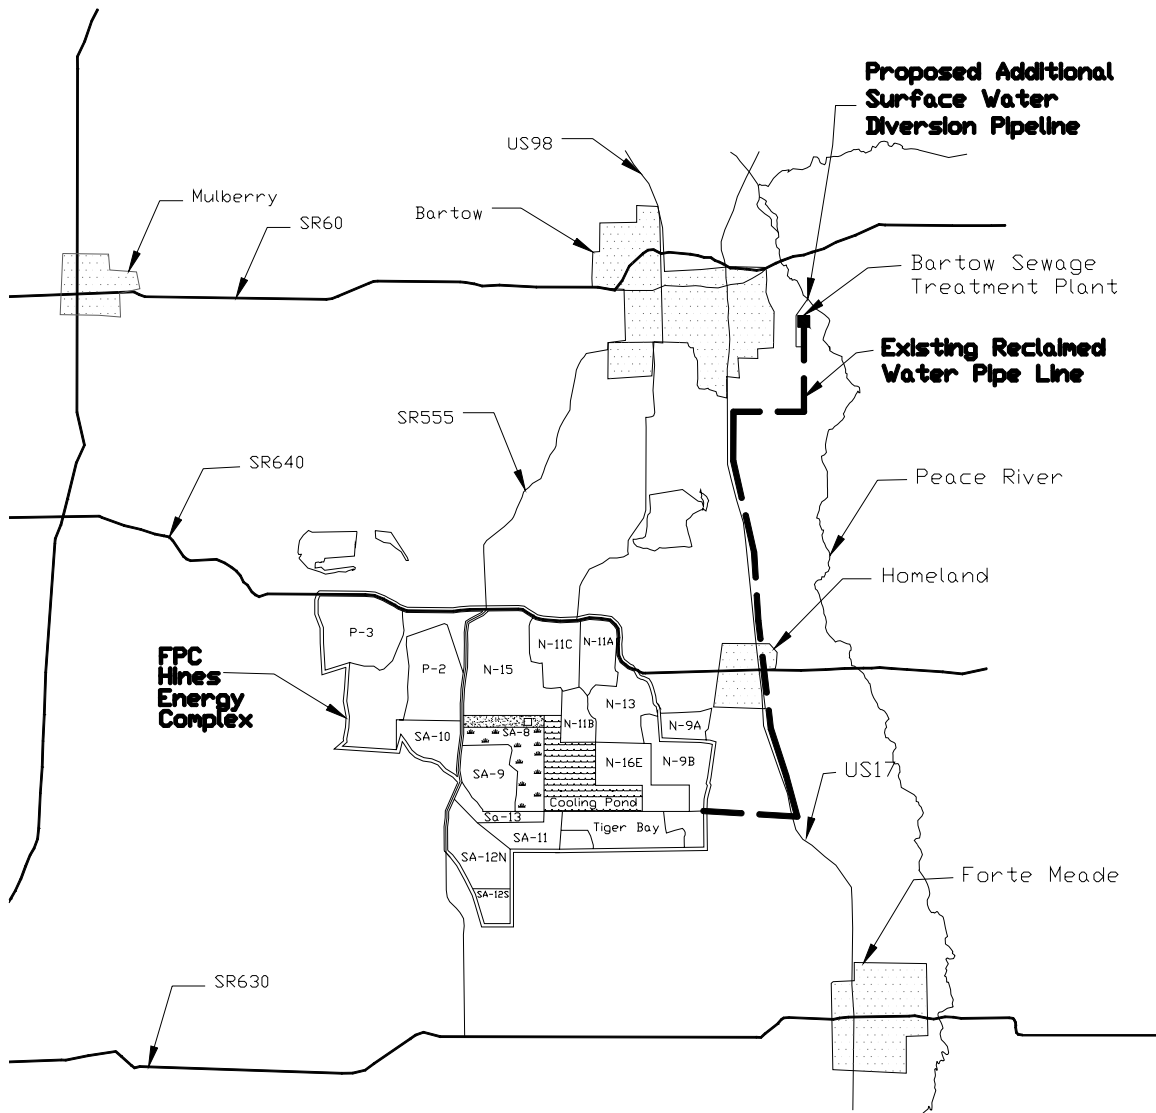 Proposed Additional
Surface Water
Diversion Pipeline
US98
Mulberry
Bartow
SR60
Bartow Sewage
Treatment Plant
Existing Reclaimed
Water Pipe Line
SR555
SR640
Peace River
Homeland
P-3
N-11C
N-11A
FPC
Hines
Energy
Complex
P-2
N-15
N-13
N-11B
N-9A
SA-10
SA-8
N-16E
N-9B
SA-9
US17
Cooling Pond
Sa-13
Tiger Bay
SA-11
SA-12N
SA-12S
Forte Meade
SR630